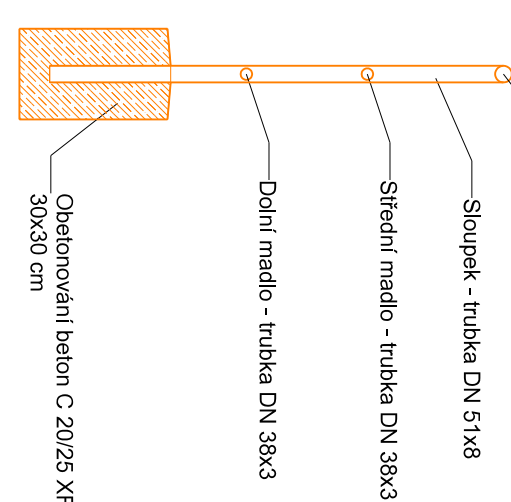 Sloupek - trubka DN 51x8
Střední madlo - trubka DN 38x3
Dolní madlo - trubka DN 38x3
Obetonování beton C 20/25
30x30 cm